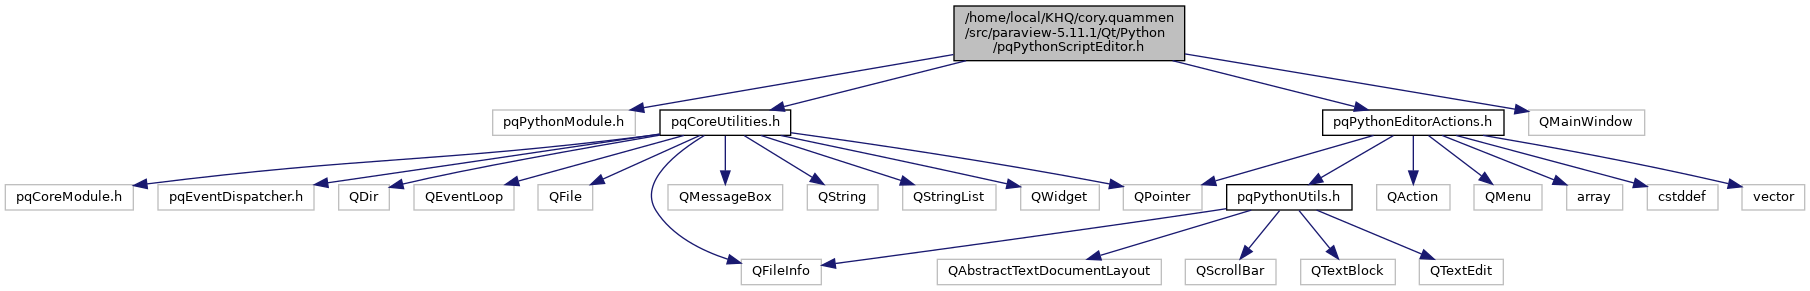 /home/local/KHQ/cory.quammen
/src/paraview-5.11.1/Qt/Python
/pqPythonScriptEditor.h
pqPythonModule.h
pqCoreUtilities.h
pqPythonEditorActions.h
QMainWindow
pqCoreModule.h
pqEventDispatcher.h
QDir
QEventLoop
QFile
QMessageBox
QString
QStringList
QWidget
QPointer
pqPythonUtils.h
QAction
QMenu
array
cstddef
vector
QFileInfo
QAbstractTextDocumentLayout
QScrollBar
QTextBlock
QTextEdit